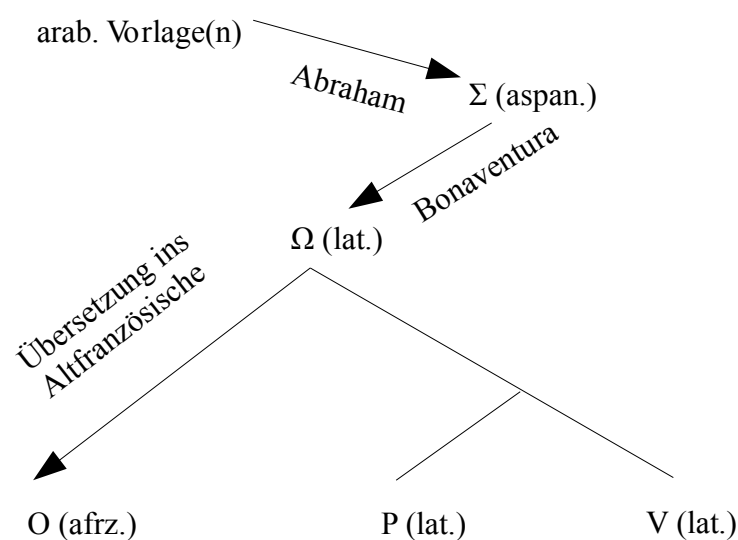 arab. Vorlage(n)
Abraham
Σ (aspan.)
Bonaventura
Ω (lat.)
Übersetzung ins
Altfranzösische
O (afrz.)
P (lat.)
V (lat.)